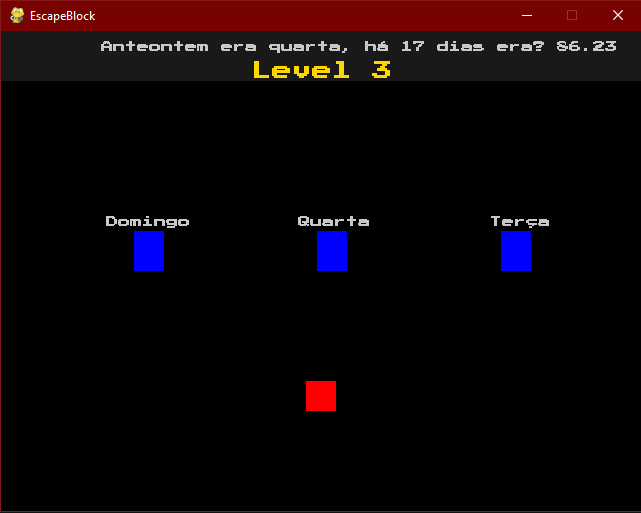 EscapeBlock
Anteontem era quarta, há 17 dias era? 86.23
Level 3
Domingo Quarta Terça